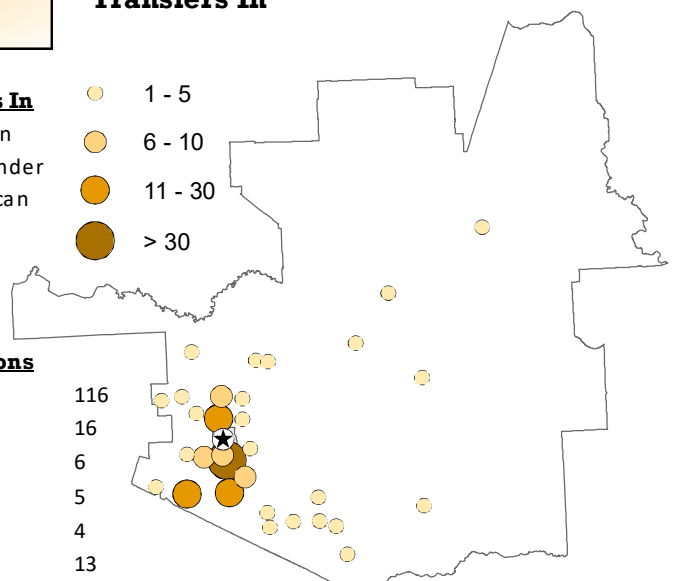 Transfers In
s In
n
nder
can
1 - 5
6 - 10
11 - 30
> 30
ons
116
16
6
5
4
13